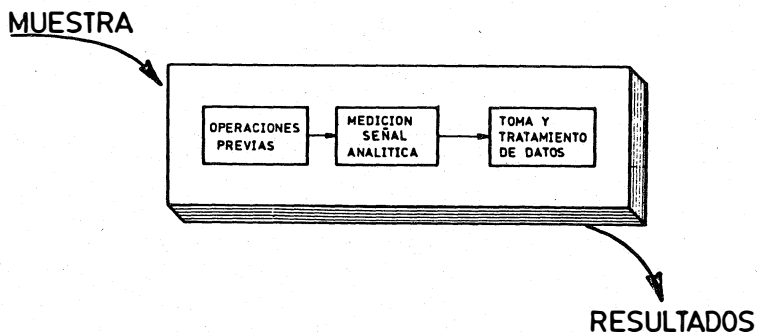 MUESTRA
OPERACIONES
PREVIAS
MEDICION
SEÑAL
ANALITICA
TOMA Y
TRATAMIENTO
DE DATOS
RESULTADOS